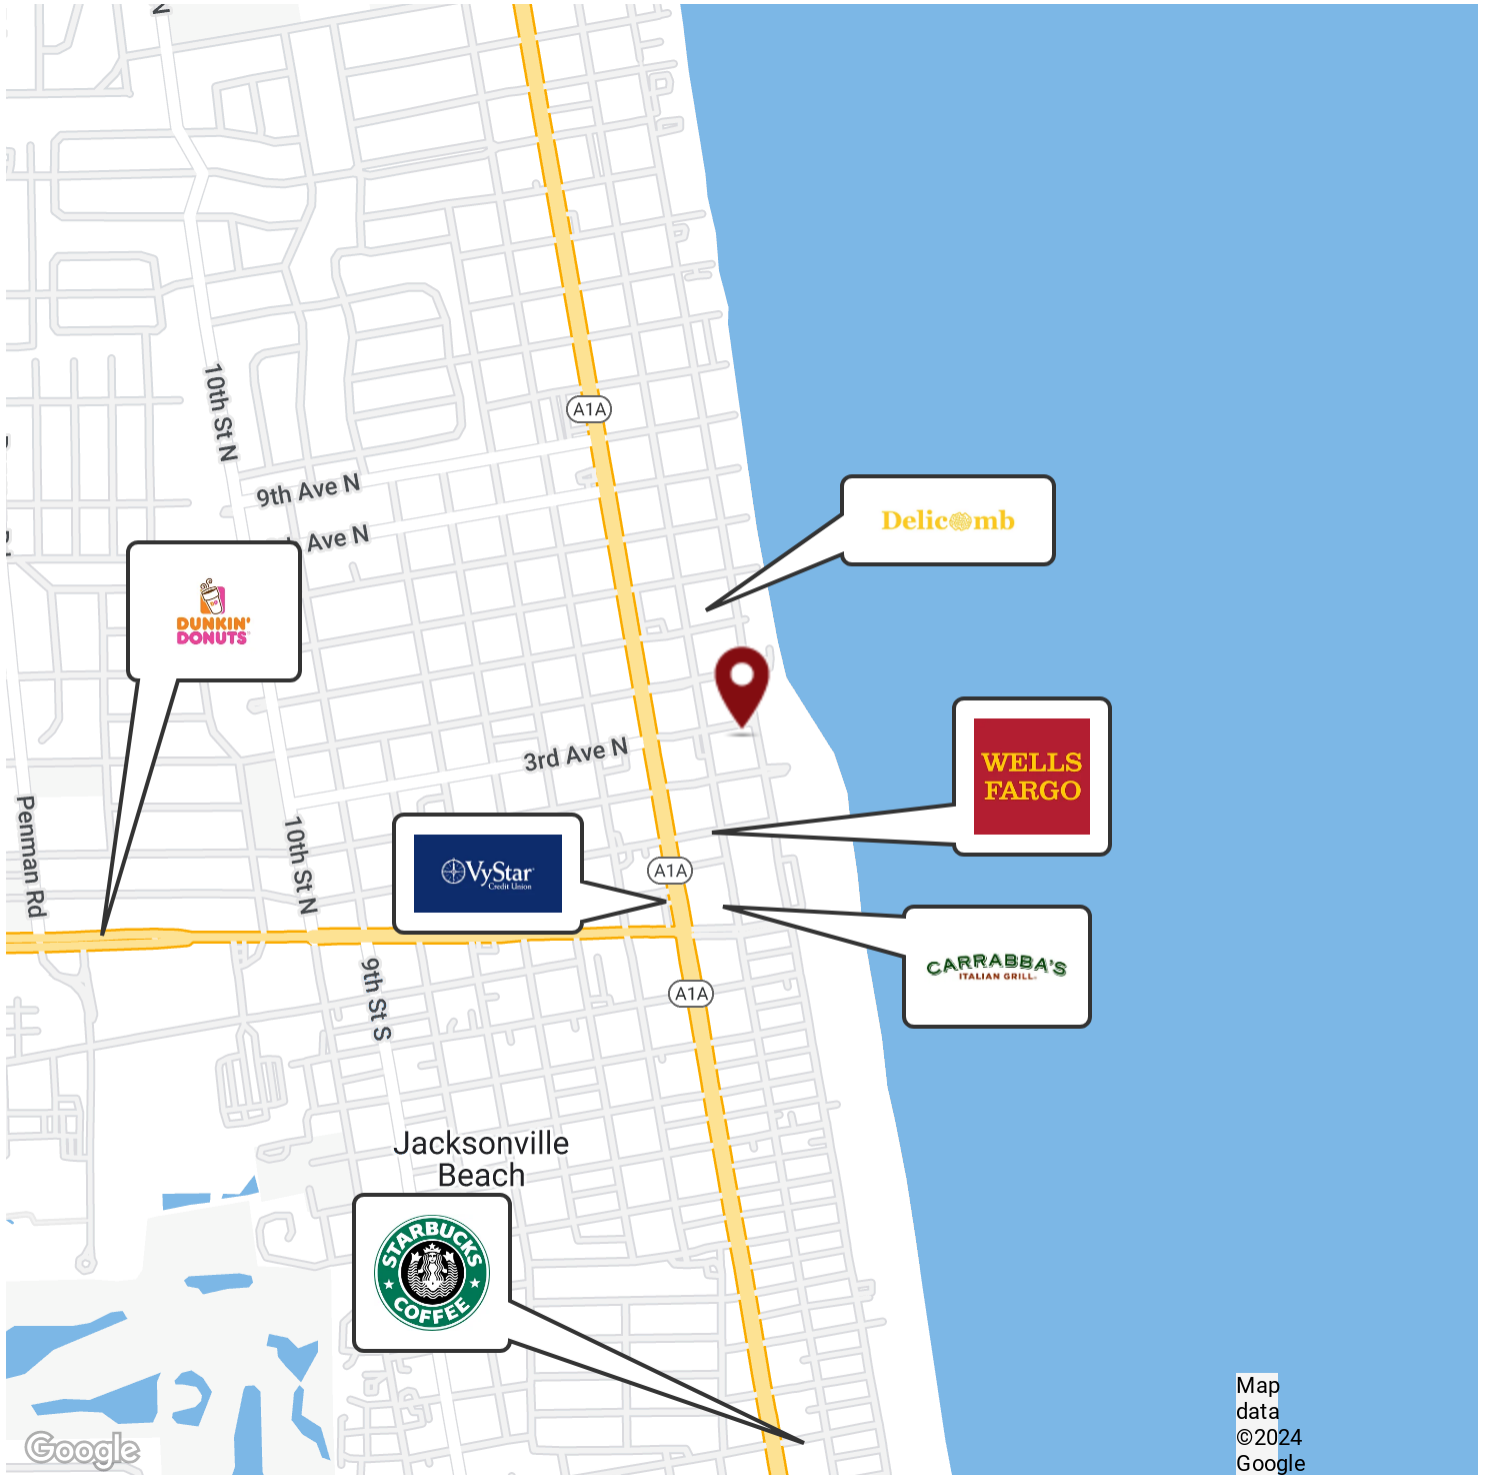 N
A1A
10th St N
9th Ave N
Ave N
Delicomb
DUNKIN'
DONUTS
3rd Ave N
WELLS
FARGO
Penman Rd
10th St N
VyStar
Credit Union
A1A
CARRABBA'S
ITALIAN GRILL
9th St S
A1A
Jacksonville
Beach
STARBUCKS
COFFEE
Map
data
©2024
Google
Google